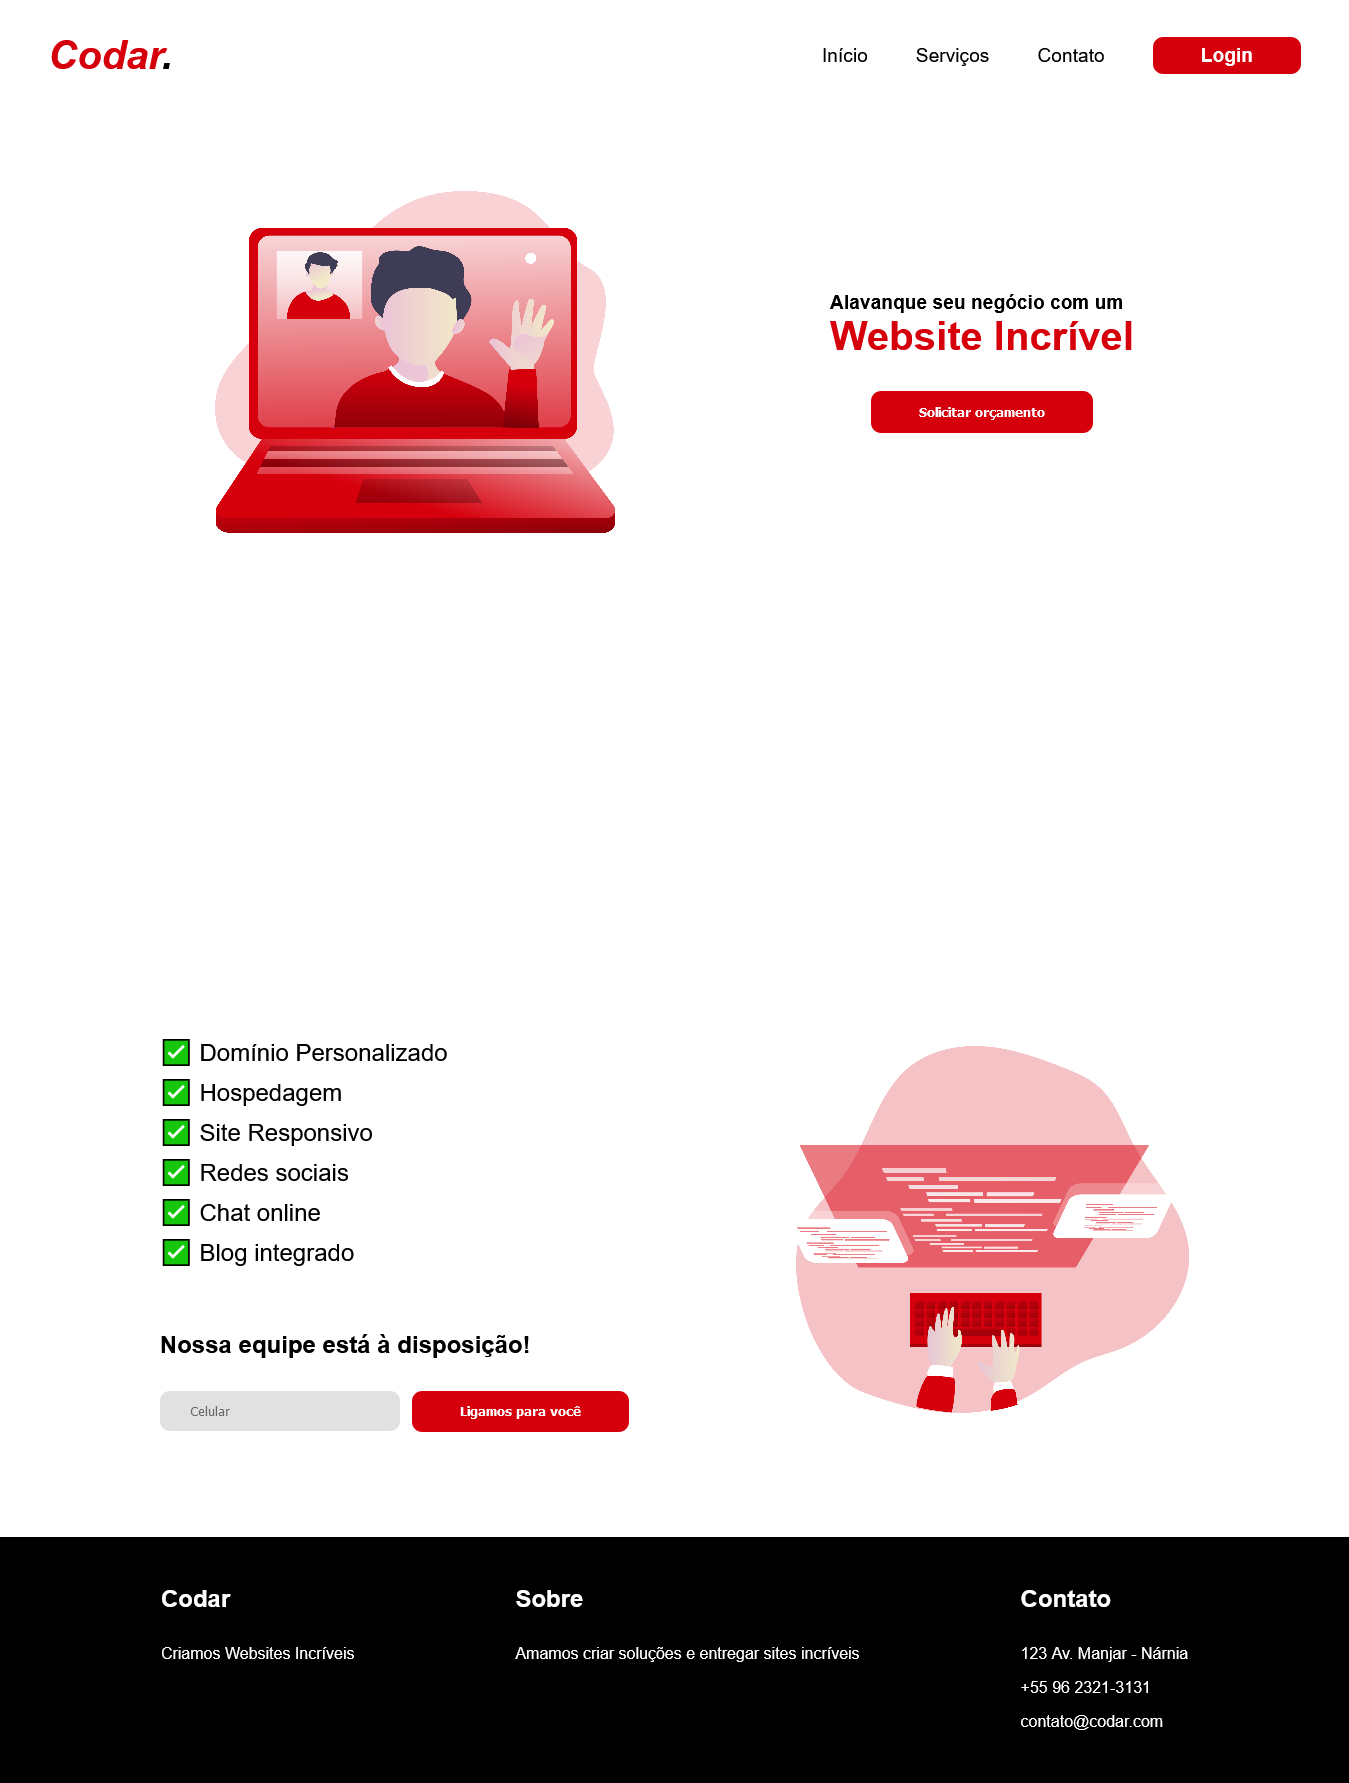 Codar.
Início
Serviços
Contato
Login
Alavanque seu negócio com um
Website Incrível
Solicitar orçamento
Domínio Personalizado
Hospedagem
Site Responsivo
Redes sociais
Chat online
Blog integrado
Nossa equipe está à disposição!
Celular
Ligamos para você
Codar
Criamos Websites Incríveis
Sobre
Amamos criar soluções e entregar sites incríveis
Contato
123 Av. Manjar - Nárnia
+55 96 2321-3131
contato@codar.com